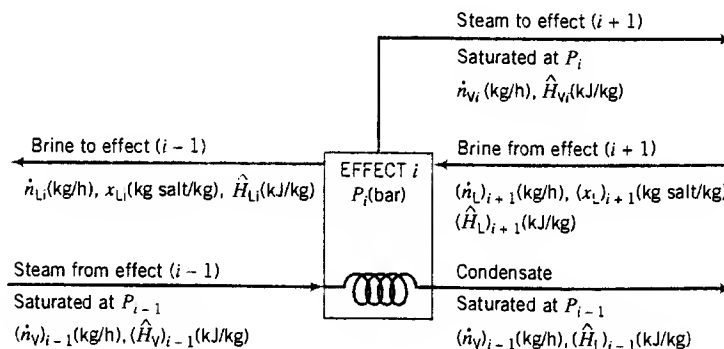 Steam to effect (i + 1)
Saturated at Pᵢ
ṅ_Vi (kg/h), Ĥ_Vi(kJ/kg)
Brine to effect (i − 1)
ṅ_Li(kg/h), x_Li(kg salt/kg), Ĥ_Li(kJ/kg)
EFFECT i
Pᵢ(bar)
Brine from effect (i + 1)
(ṅ_L)_i + 1(kg/h), (x_L)_i + 1(kg salt/kg)
(Ĥ_L)_i + 1(kJ/kg)
Steam from effect (i − 1)
Saturated at P_i − 1
(ṅ_V)_i − 1(kg/h), (Ĥ_V)_i − 1(kJ/kg)
Condensate
Saturated at P_i − 1
(ṅ_V)_i − 1(kg/h), (Ĥ_L)_i − 1(kJ/kg)